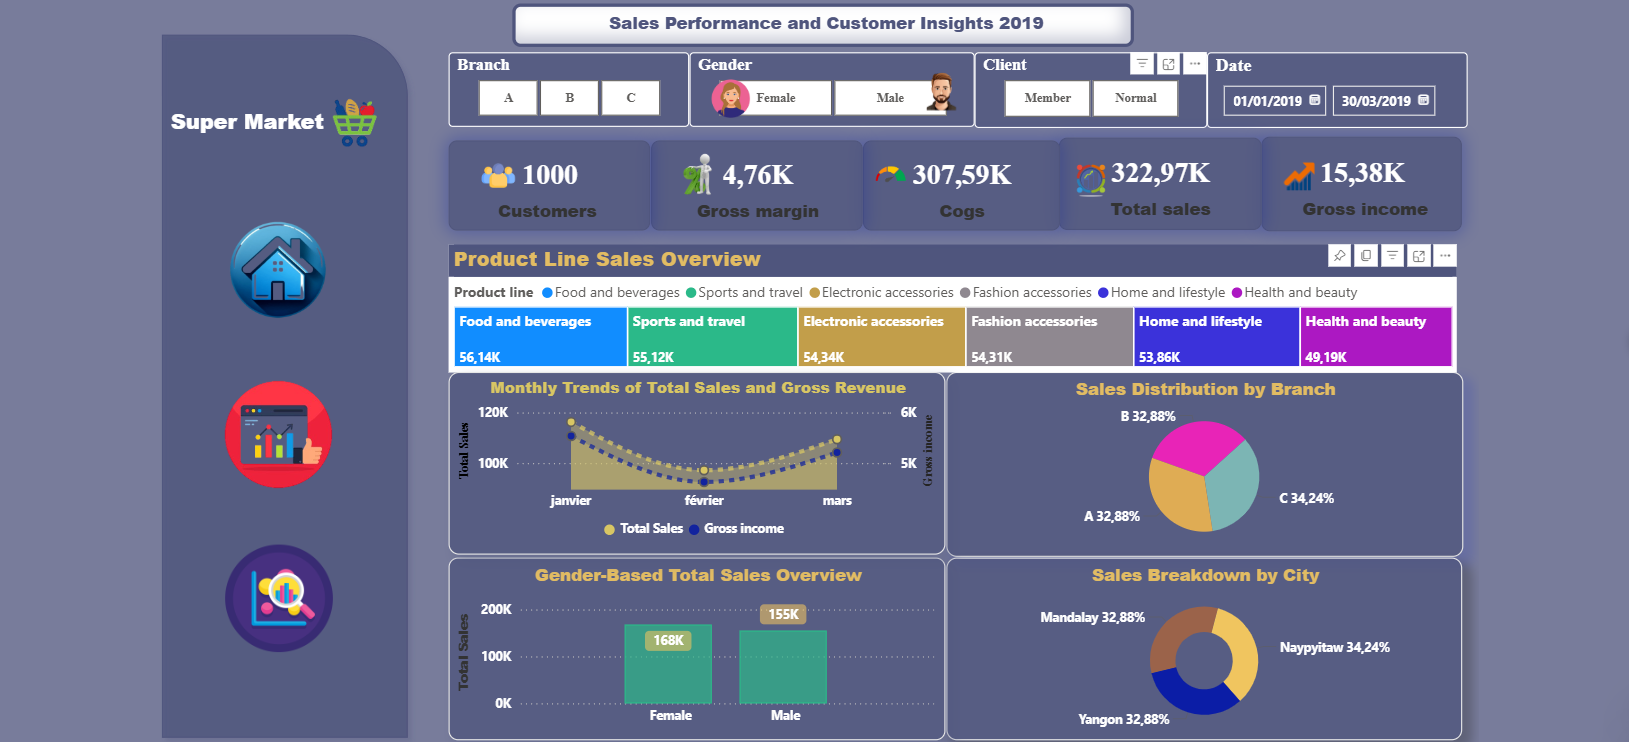 Sales Performance and Customer Insights 2019
Super Market
Branch
A B C
Gender
Female Male
Client
Member Normal
Date
01/01/2019 30/03/2019
1000
Customers
4,76K
Gross margin
307,59K
Cogs
322,97K
Total sales
15,38K
Gross income
Product Line Sales Overview
Product line Food and beverages Sports and travel Electronic accessories Fashion accessories Home and lifestyle Health and beauty
Food and beverages
56,14K
Sports and travel
55,12K
Electronic accessories
54,34K
Fashion accessories
54,31K
Home and lifestyle
53,86K
Health and beauty
49,19K
Monthly Trends of Total Sales and Gross Revenue
Total Sales
120K
100K
6K
5K
Gross income
janvier février mars
Total Sales Gross income
Sales Distribution by Branch
B 32,88%
C 34,24%
A 32,88%
Gender-Based Total Sales Overview
Total Sales
200K
100K
0K
168K
155K
Female Male
Sales Breakdown by City
Mandalay 32,88%
Naypyitaw 34,24%
Yangon 32,88%